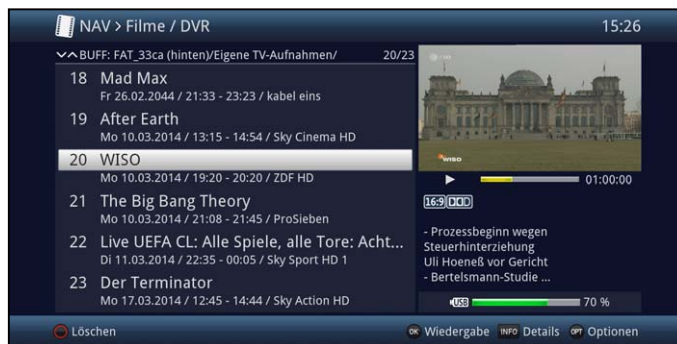 NAV > Filme / DVR
15:26
BUFF: FAT_33ca (hinten)/Eigene TV-Aufnahmen/
20/23
18 Mad Max
Fr 26.02.2044 / 21:33 - 23:23 / kabel eins
19 After Earth
Mo 10.03.2014 / 13:15 - 14:54 / Sky Cinema HD
20 WISO
Mo 10.03.2014 / 19:20 - 20:20 / ZDF HD
21 The Big Bang Theory
Mo 10.03.2014 / 21:08 - 21:45 / ProSieben
22 Live UEFA CL: Alle Spiele, alle Tore: Acht...
Di 11.03.2014 / 22:35 - 00:05 / Sky Sport HD 1
23 Der Terminator
Mo 17.03.2014 / 12:45 - 14:44 / Sky Action HD
WISO
01:00:00
16:9
- Prozessbeginn wegen
Steuerhinterziehung
Uli Hoeneß vor Gericht
- Bertelsmann-Studie ...
USB
70 %
Löschen
OK Wiedergabe
INFO Details
OPT Optionen